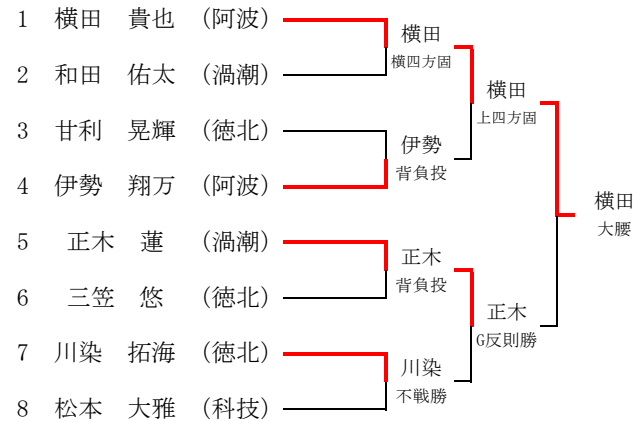 1 横田 貴也 (阿波)
2 和田 佑太 (渦潮)
3 甘利 晃輝 (徳北)
4 伊勢 翔万 (阿波)
5 正木 蓮 (渦潮)
6 三笠 悠 (徳北)
7 川染 拓海 (徳北)
8 松本 大雅 (科技)
横田
横四方固
伊勢
背負投
正木
背負投
川染
不戦勝
横田
上四方固
正木
G反則勝
横田
大腰